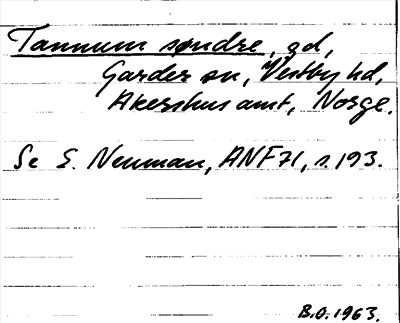 Tannum søndre, gd,
Garder sn, Vestby hd,
Akershus amt, Norge.
Se E. Neuman, ANF 71, s. 193.
B.O. 1963.